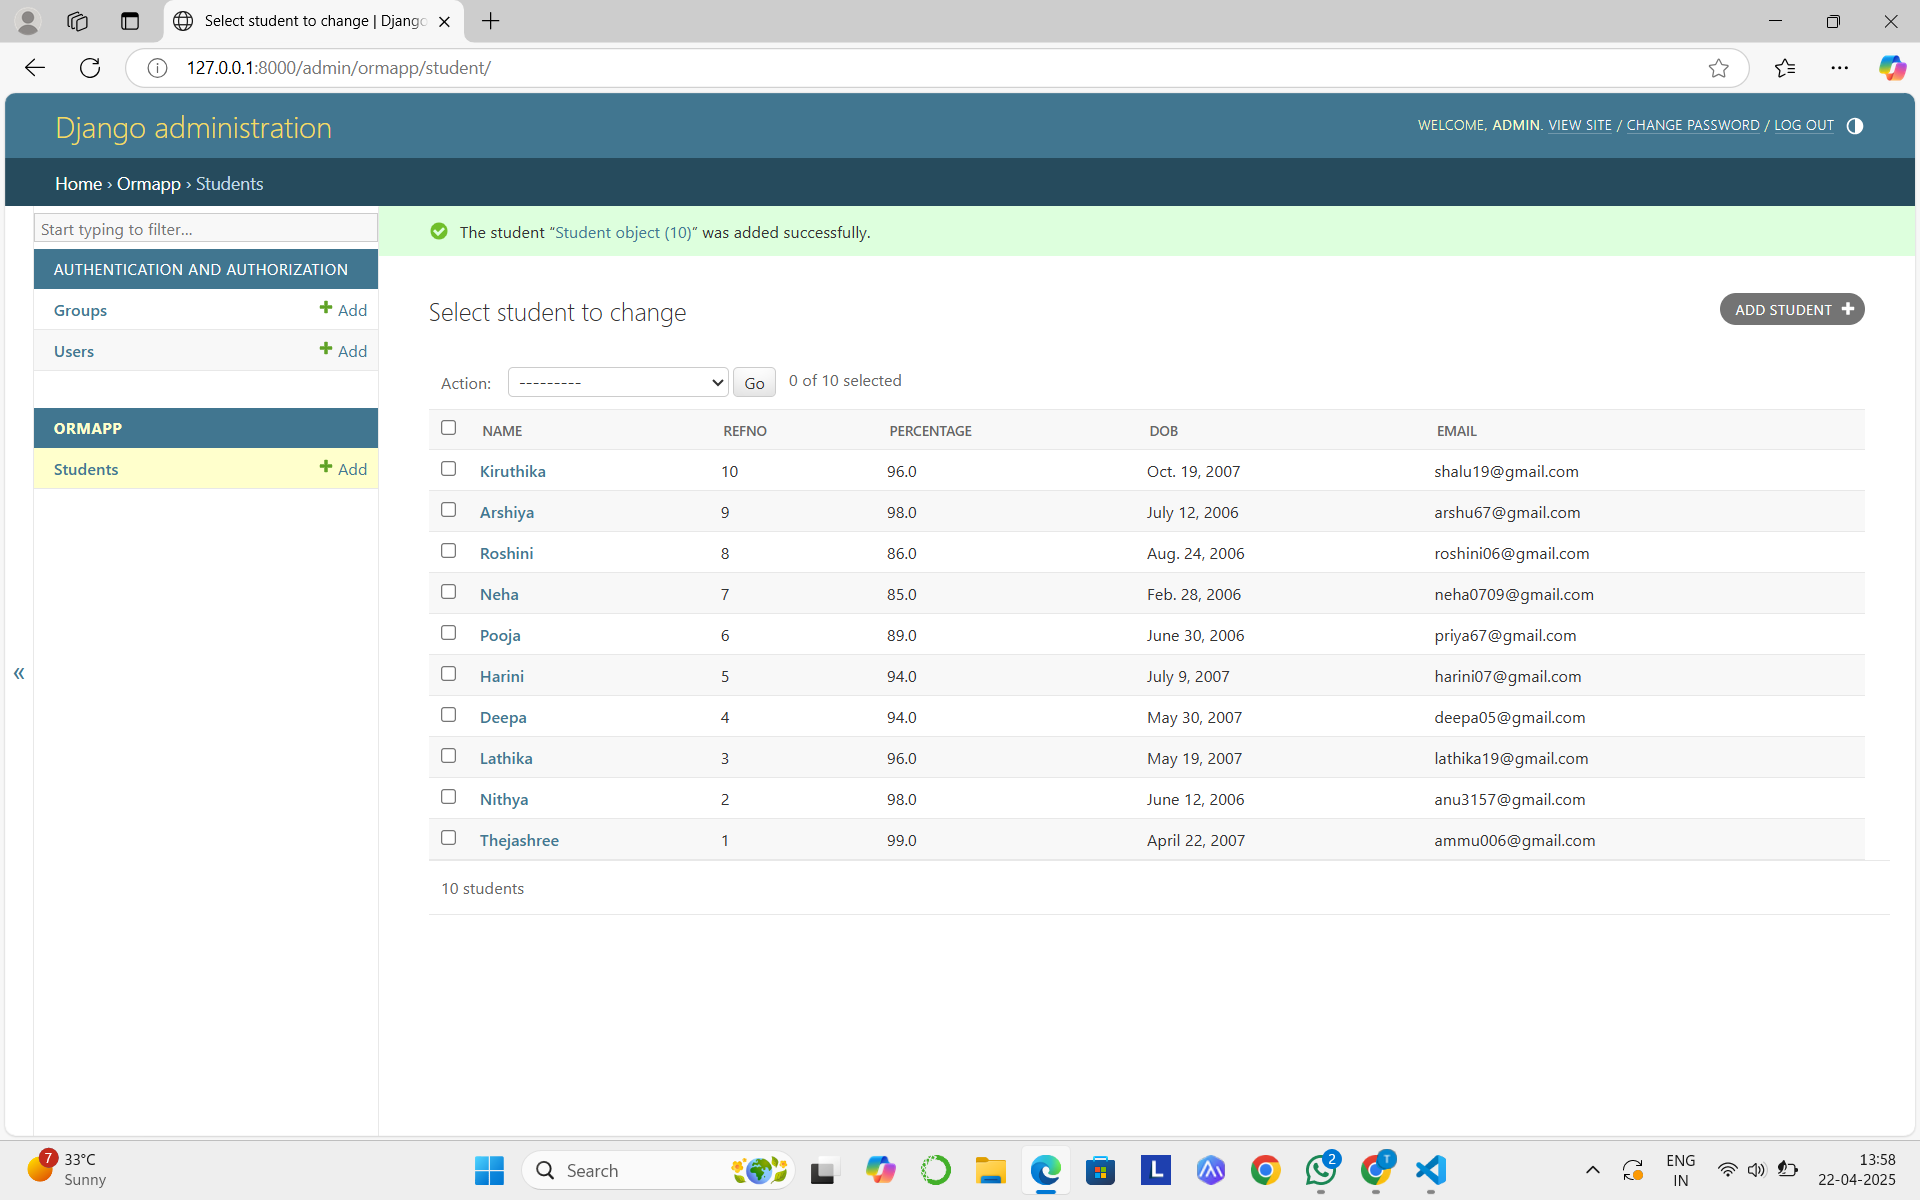 Select student to change | Django
127.0.0.1:8000/admin/ormapp/student/
Django administration
WELCOME, ADMIN. VIEW SITE / CHANGE PASSWORD / LOG OUT
Home › Ormapp › Students
Start typing to filter...
The student “Student object (10)” was added successfully.
AUTHENTICATION AND AUTHORIZATION
Groups Add
Users Add
ORMAPP
Students Add
«
Select student to change
ADD STUDENT
Action: --------- Go 0 of 10 selected
NAME REFNO PERCENTAGE DOB EMAIL
Kiruthika 10 96.0 Oct. 19, 2007 shalu19@gmail.com
Arshiya 9 98.0 July 12, 2006 arshu67@gmail.com
Roshini 8 86.0 Aug. 24, 2006 roshini06@gmail.com
Neha 7 85.0 Feb. 28, 2006 neha0709@gmail.com
Pooja 6 89.0 June 30, 2006 priya67@gmail.com
Harini 5 94.0 July 9, 2007 harini07@gmail.com
Deepa 4 94.0 May 30, 2007 deepa05@gmail.com
Lathika 3 96.0 May 19, 2007 lathika19@gmail.com
Nithya 2 98.0 June 12, 2006 anu3157@gmail.com
Thejashree 1 99.0 April 22, 2007 ammu006@gmail.com
10 students
7
33°C
Sunny
Search
L
2
T
ENG
IN
13:58
22-04-2025